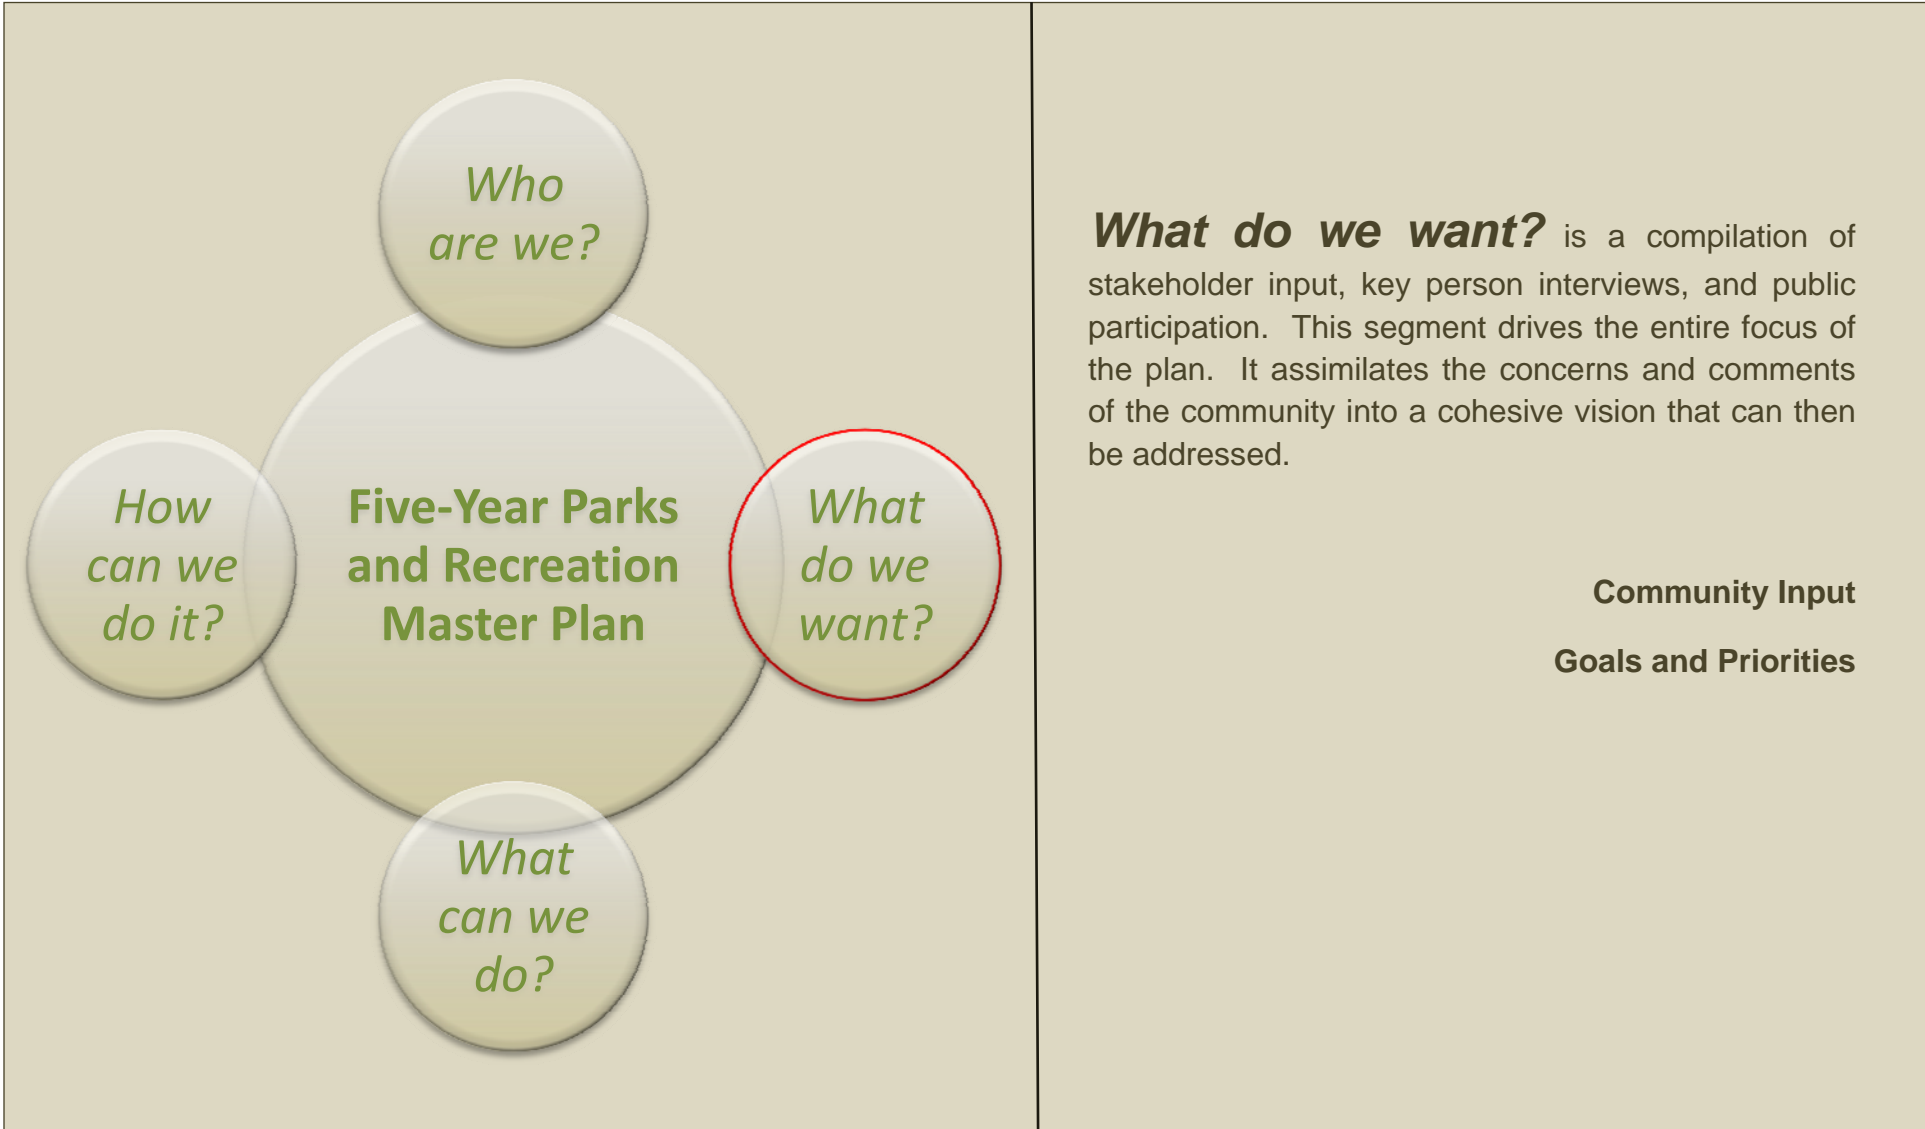 Who
are we?
How
can we
do it?
Five-Year Parks
and Recreation
Master Plan
What
do we
want?
What
can we
do?
What do we want? is a compilation of
stakeholder input, key person interviews, and public
participation. This segment drives the entire focus of
the plan. It assimilates the concerns and comments
of the community into a cohesive vision that can then
be addressed.
Community Input
Goals and Priorities